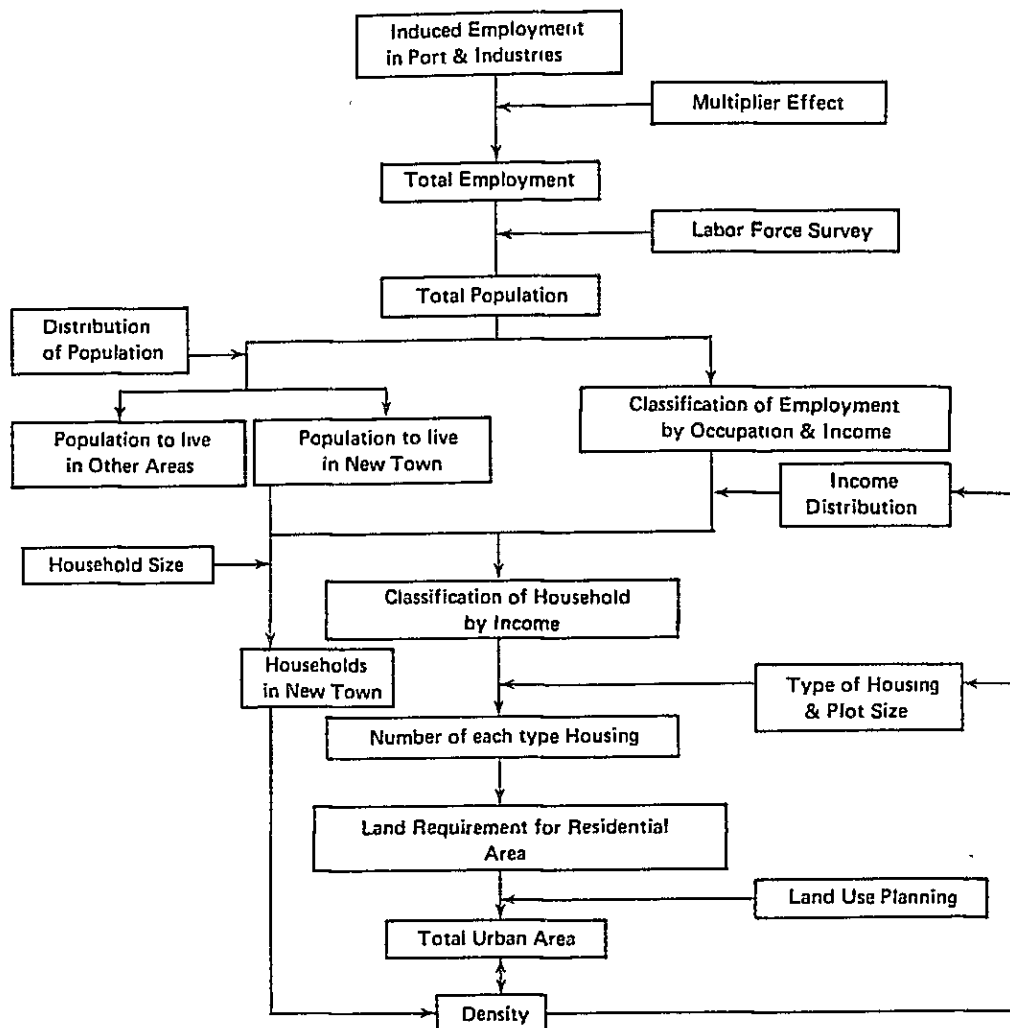 Induced Employment
in Port & Industries
Multiplier Effect
Total Employment
Labor Force Survey
Total Population
Distribution
of Population
Classification of Employment
by Occupation & Income
Population to live
in Other Areas
Population to live
in New Town
Income
Distribution
Household Size
Classification of Household
by Income
Households
in New Town
Type of Housing
& Plot Size
Number of each type Housing
Land Requirement for Residential
Area
Land Use Planning
Total Urban Area
Density